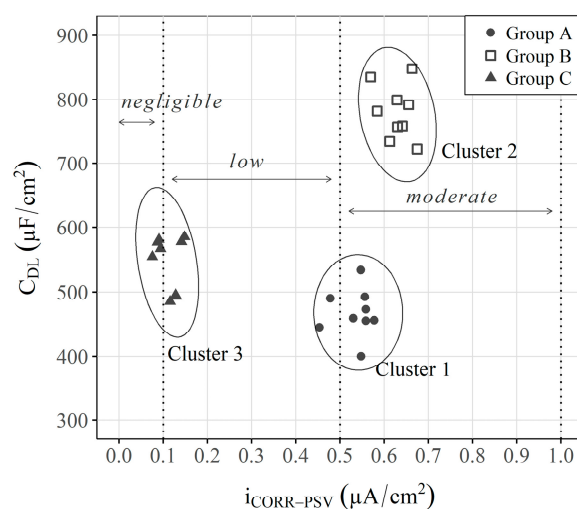 Group A
Group B
Group C
900
800
700
600
500
400
300
C_DL (μF/cm²)
negligible
low
moderate
Cluster 2
Cluster 3
Cluster 1
0.0 0.1 0.2 0.3 0.4 0.5 0.6 0.7 0.8 0.9 1.0
i_CORR−PSV (μA/cm²)